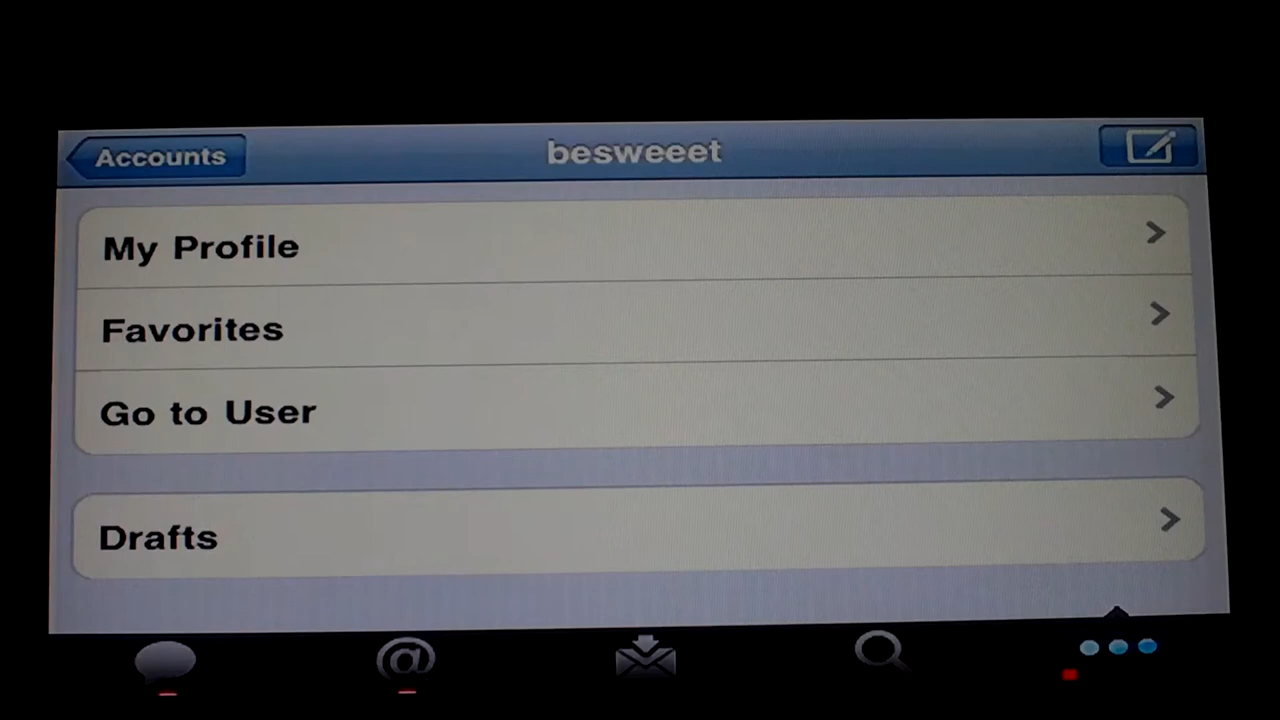 Accounts
besweeet
My Profile
Favorites
Go to User
Drafts
@